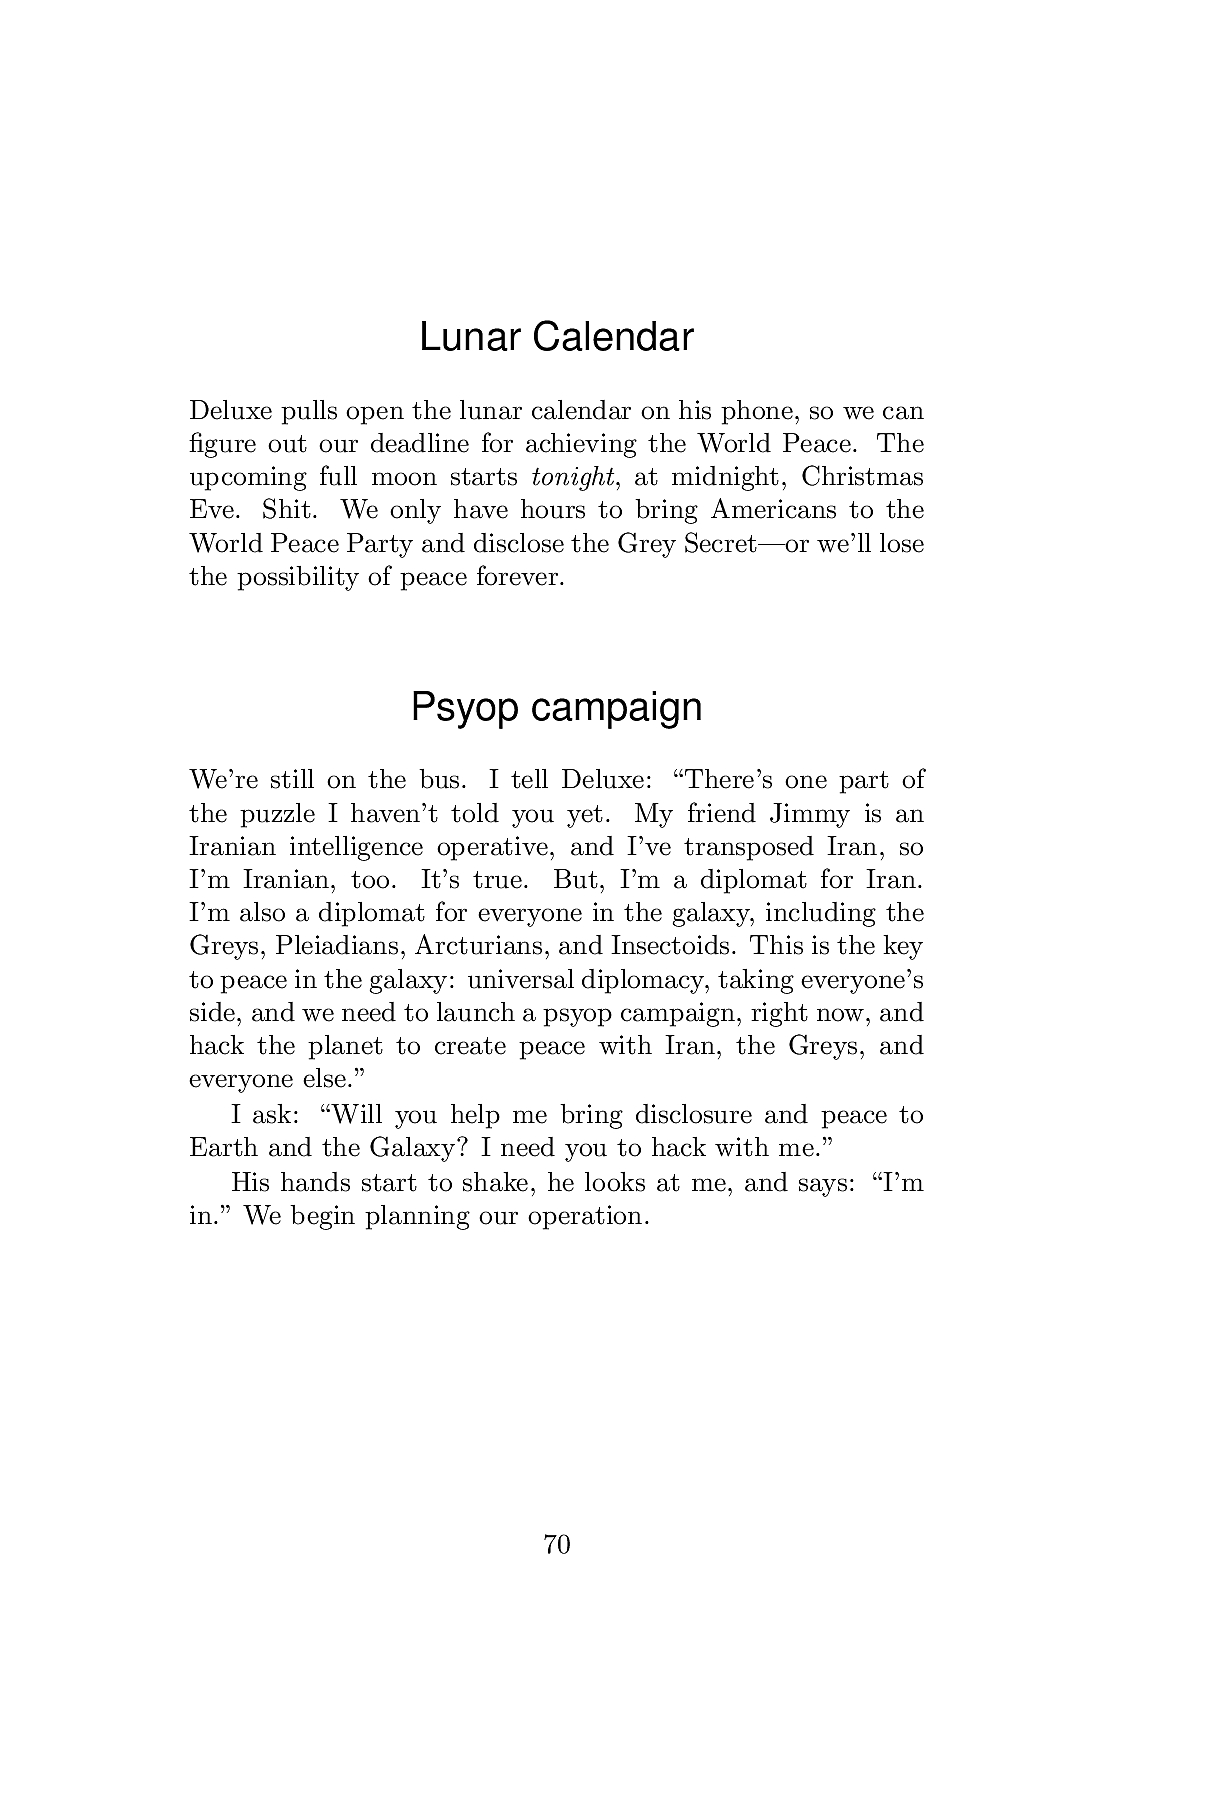 Lunar Calendar
Deluxe pulls open the lunar calendar on his phone, so we can
figure out our deadline for achieving the World Peace. The
upcoming full moon starts tonight, at midnight, Christmas
Eve. Shit. We only have hours to bring Americans to the
World Peace Party and disclose the Grey Secret—or we’ll lose
the possibility of peace forever.
Psyop campaign
We’re still on the bus. I tell Deluxe: “There’s one part of
the puzzle I haven’t told you yet. My friend Jimmy is an
Iranian intelligence operative, and I’ve transposed Iran, so
I’m Iranian, too. It’s true. But, I’m a diplomat for Iran.
I’m also a diplomat for everyone in the galaxy, including the
Greys, Pleiadians, Arcturians, and Insectoids. This is the key
to peace in the galaxy: universal diplomacy, taking everyone’s
side, and we need to launch a psyop campaign, right now, and
hack the planet to create peace with Iran, the Greys, and
everyone else.”
I ask: “Will you help me bring disclosure and peace to
Earth and the Galaxy? I need you to hack with me.”
His hands start to shake, he looks at me, and says: “I’m
in.” We begin planning our operation.
70